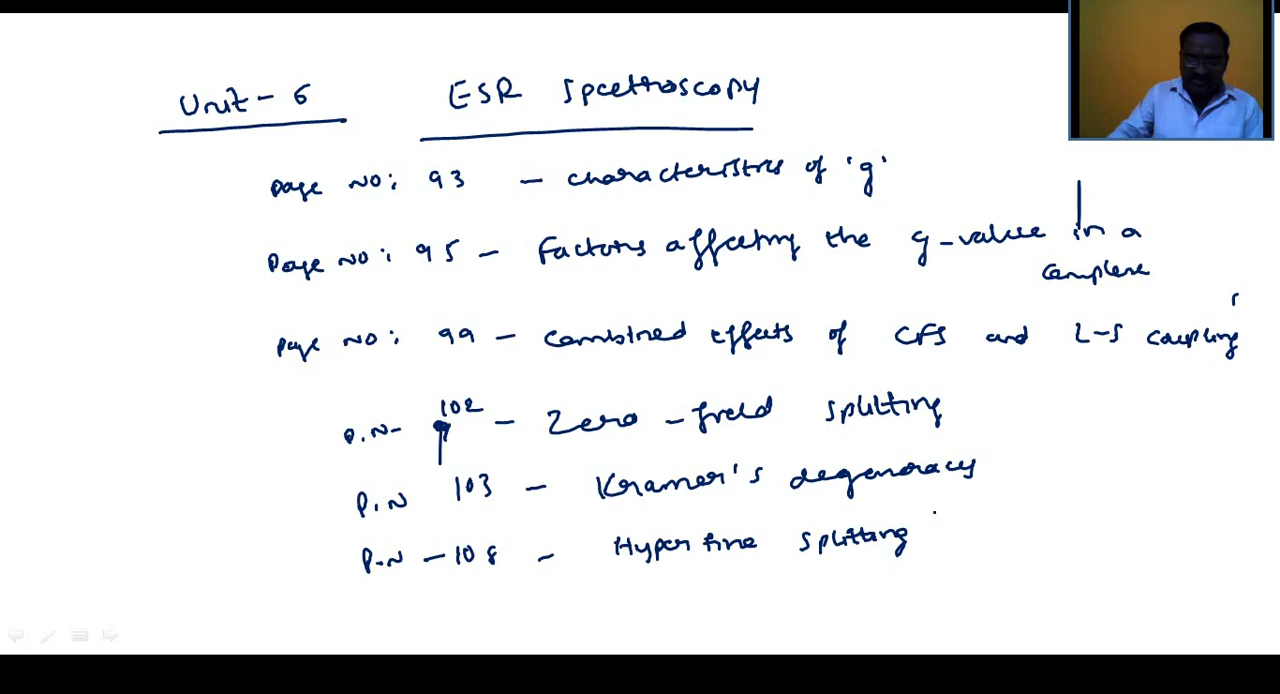 Unit - 6 ESR Spectroscopy
Page No: 93 - characteristics of 'g'
Page No: 95 - Factors affecting the g-value in a complex
Page No: 99 - combined effects of CFS and L-S coupling
P.N- 102 - Zero-field splitting
P.N 103 - Kramer's degeneracy
P.N - 108 - Hyperfine splitting